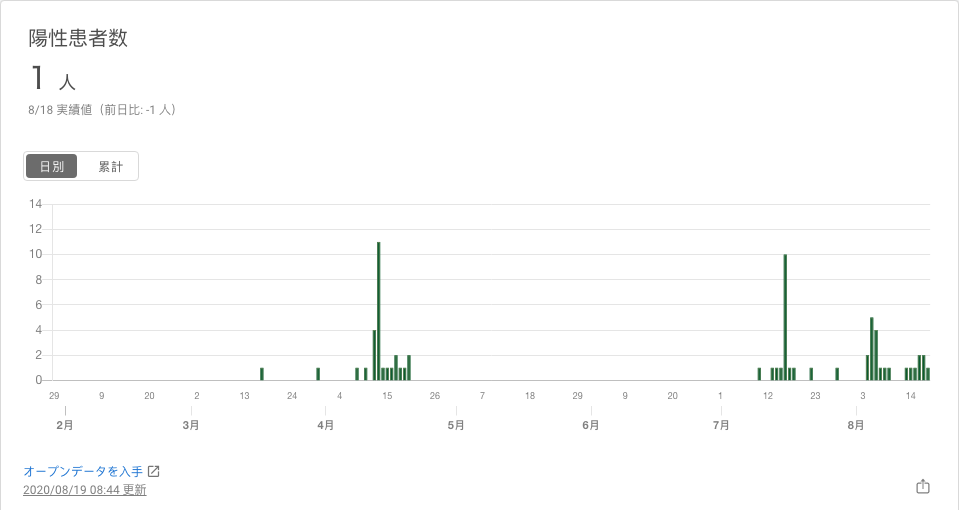 陽性患者数
1 人
8/18 実績値（前日比: -1 人）
日別 累計
14
12
10
8
6
4
2
0
29 9 20 2 13 24 4 15 26 7 18 29 9 20 1 12 23 3 14
2月 3月 4月 5月 6月 7月 8月
オープンデータを入手
2020/08/19 08:44 更新